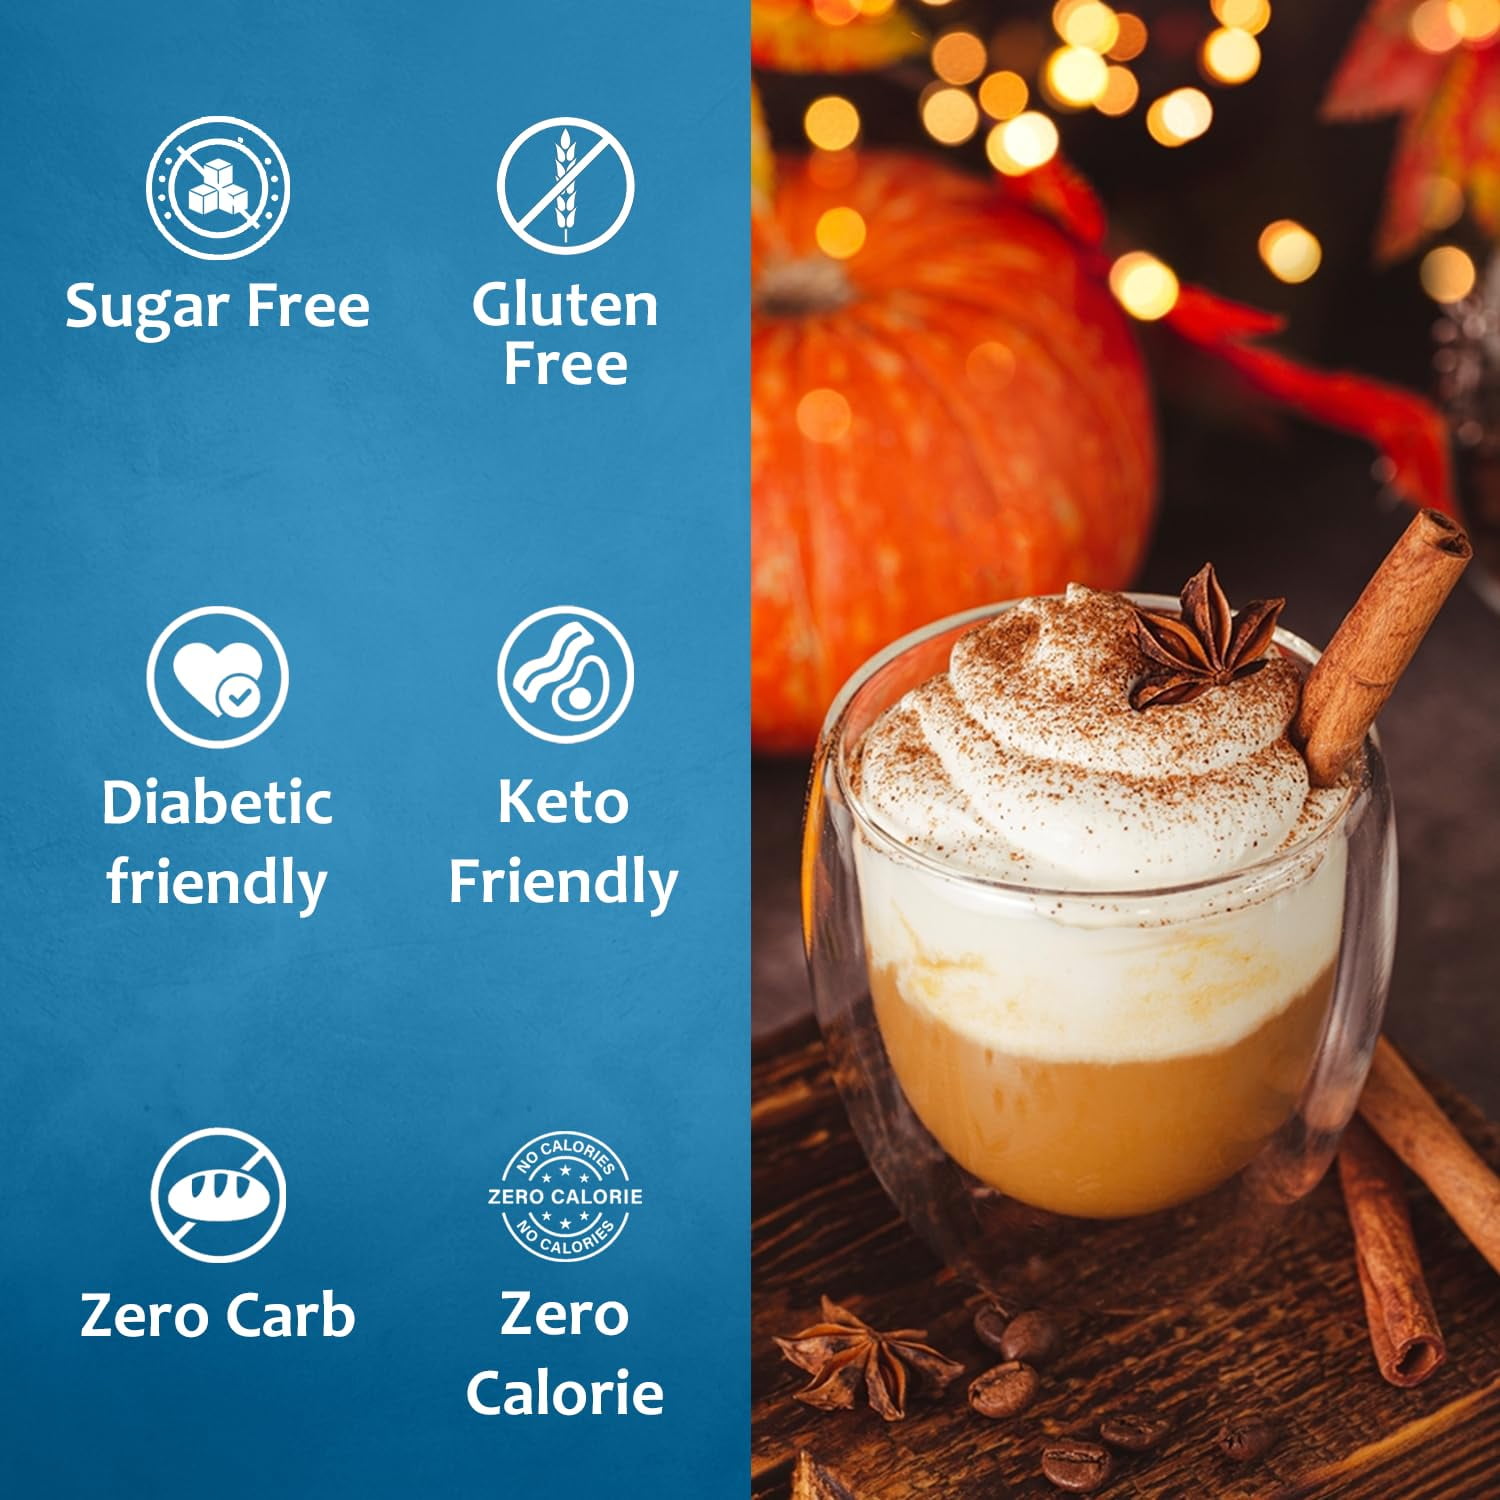 Sugar Free
Gluten
Free
Diabetic
friendly
Keto
Friendly
Zero Carb
NO CALORIES
ZERO CALORIE
NO CALORIES
Zero
Calorie